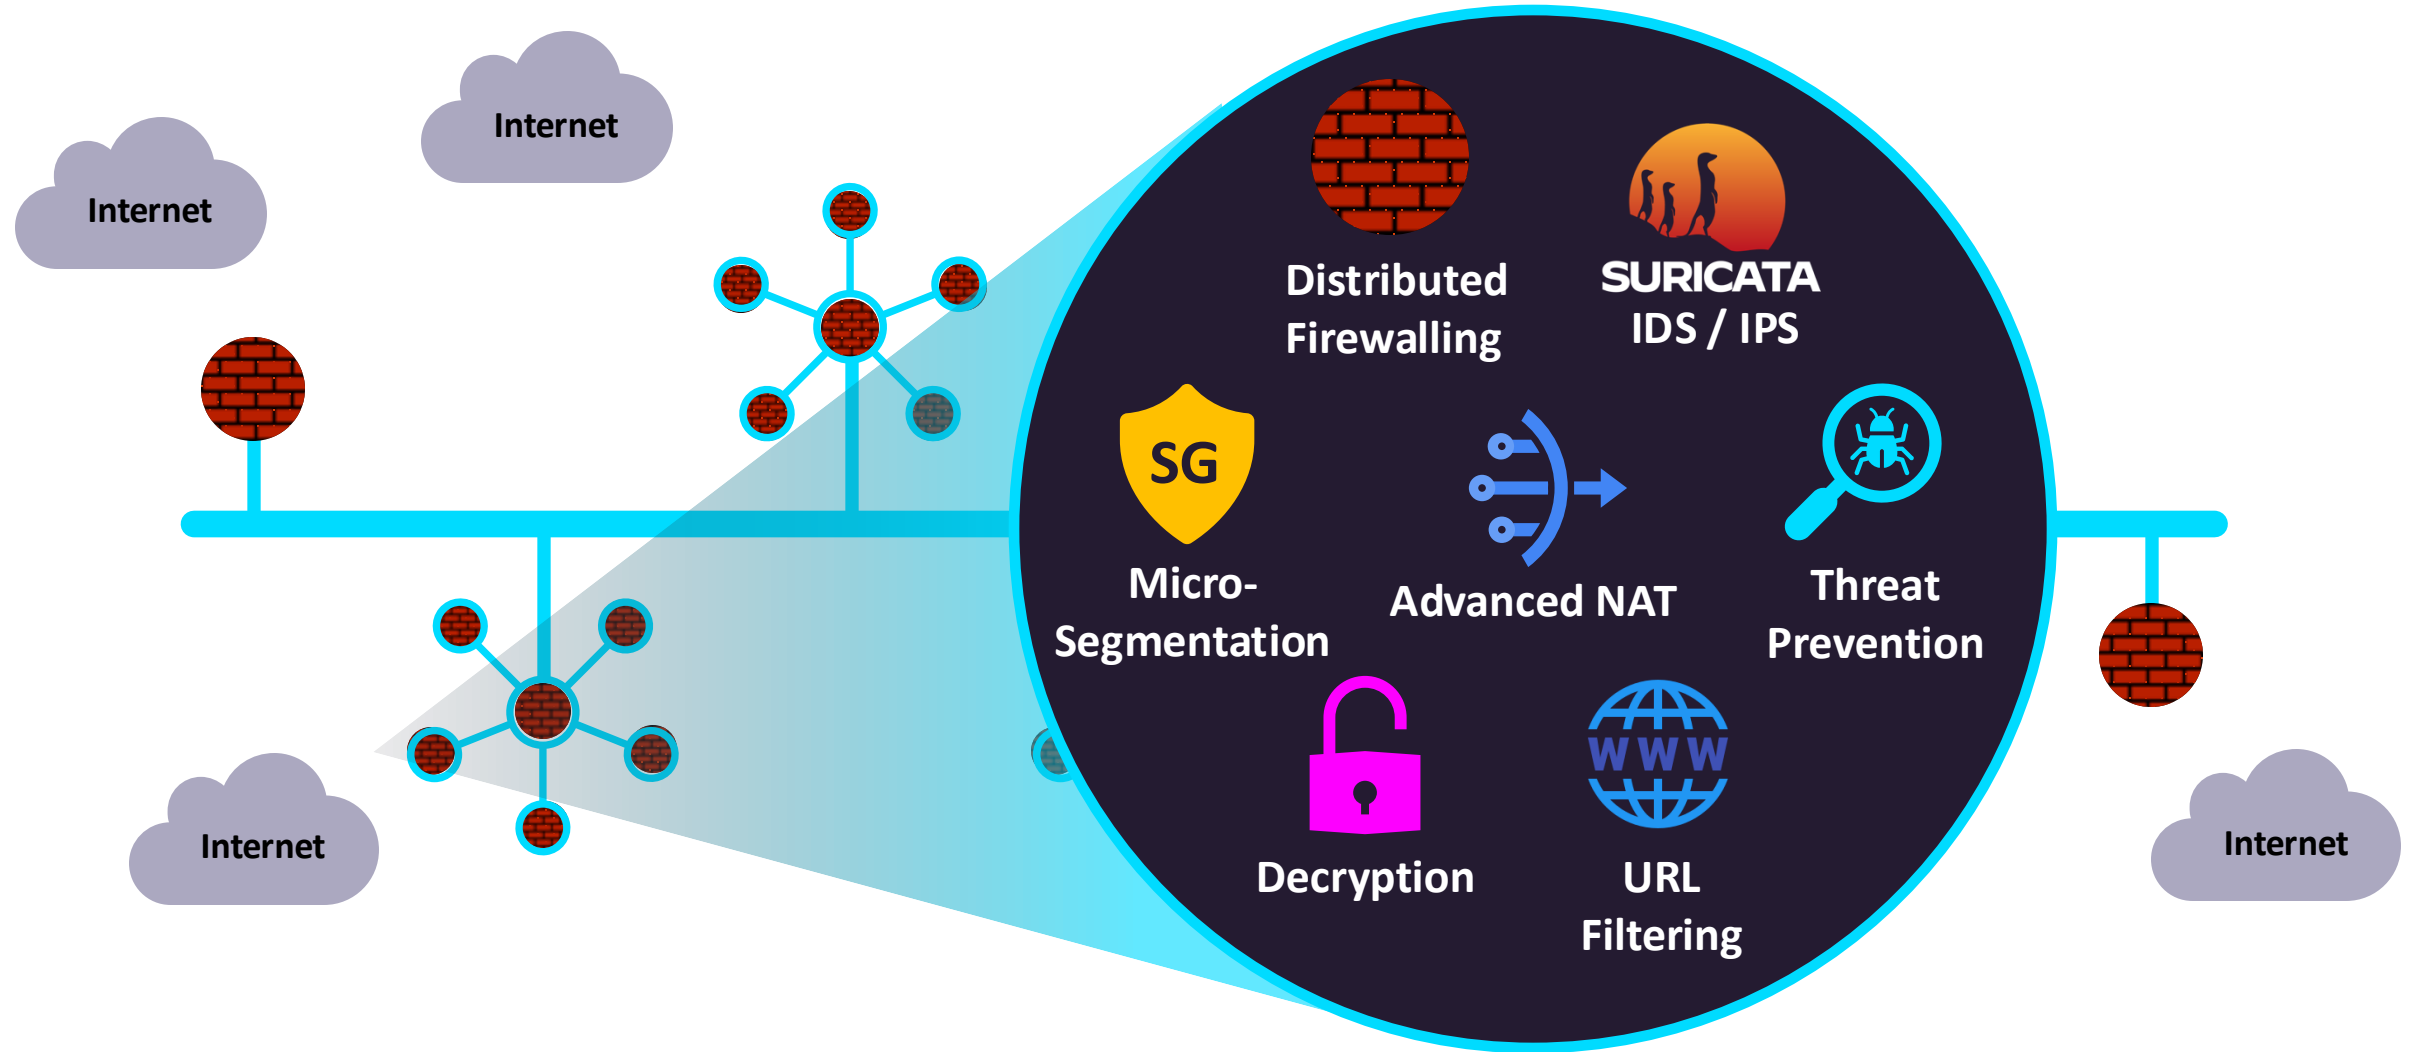 Internet
Internet
Distributed
Firewalling
SURICATA
IDS / IPS
SG
Micro-
Segmentation
Advanced NAT
Threat
Prevention
Decryption
WWW
URL
Filtering
Internet
Internet